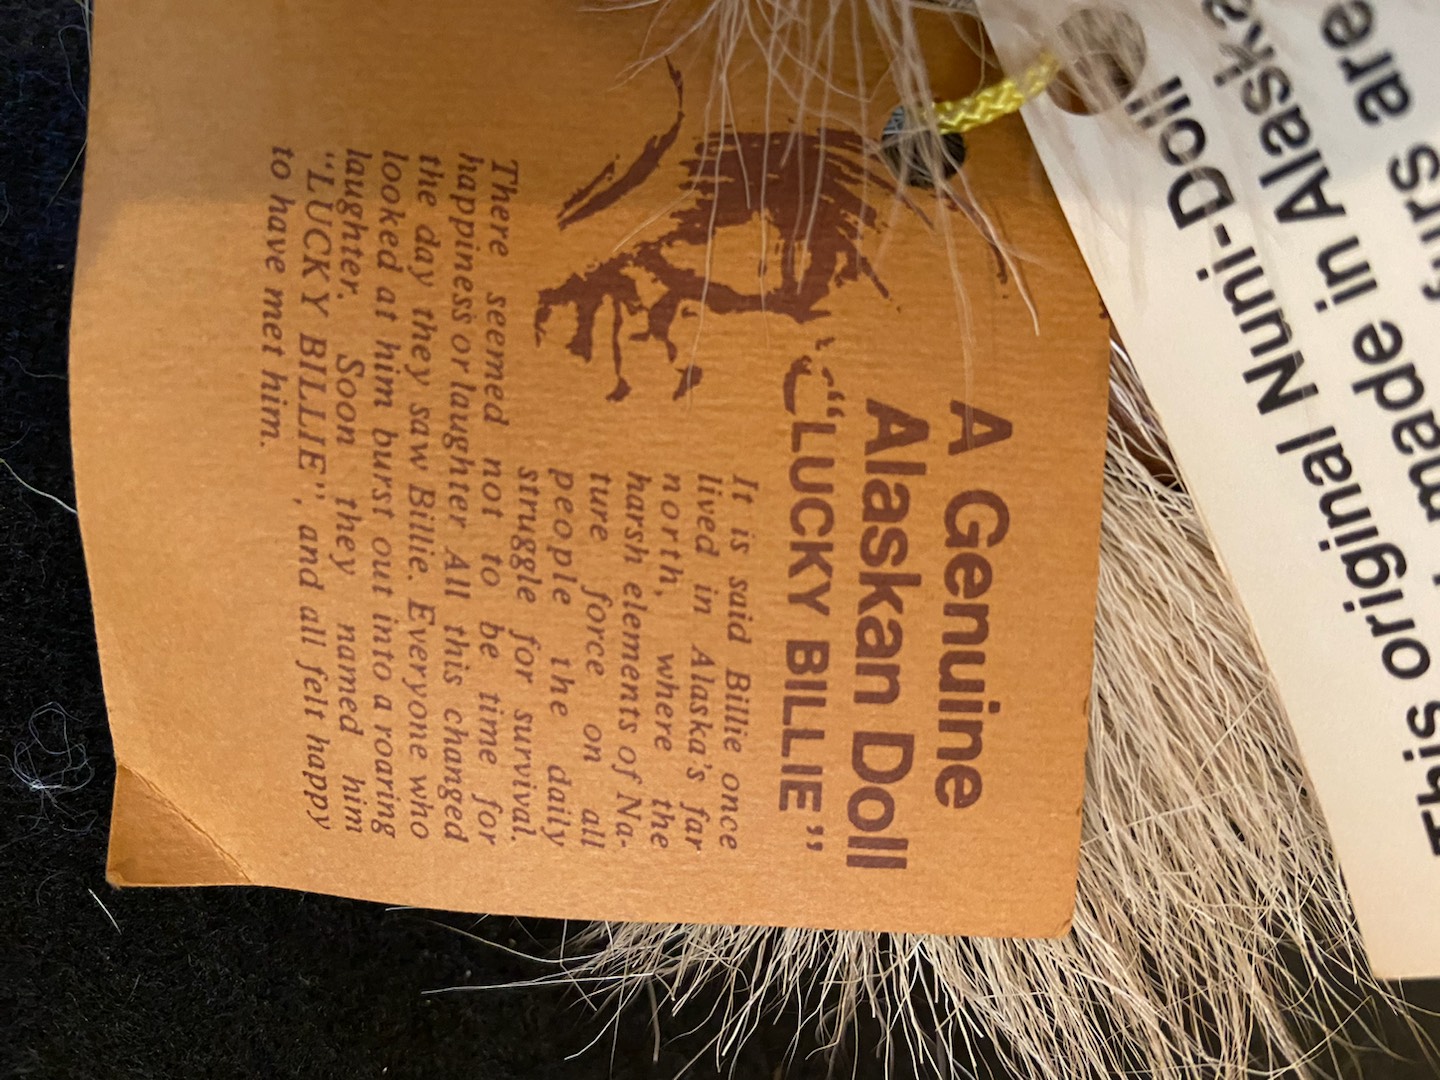 A Genuine
Alaskan Doll
“LUCKY BILLIE”
It is said Billie once
lived in Alaska's far
north, where the
harsh elements of Na-
ture force on all
people the daily
struggle for survival.
There seemed not to be time for
happiness or laughter. All this changed
the day they saw Billie. Everyone who
looked at him burst out into a roaring
laughter. Soon they named him
“LUCKY BILLIE”, and all felt happy
to have met him.
This original Nuni-Doll
made in Alaska
furs are